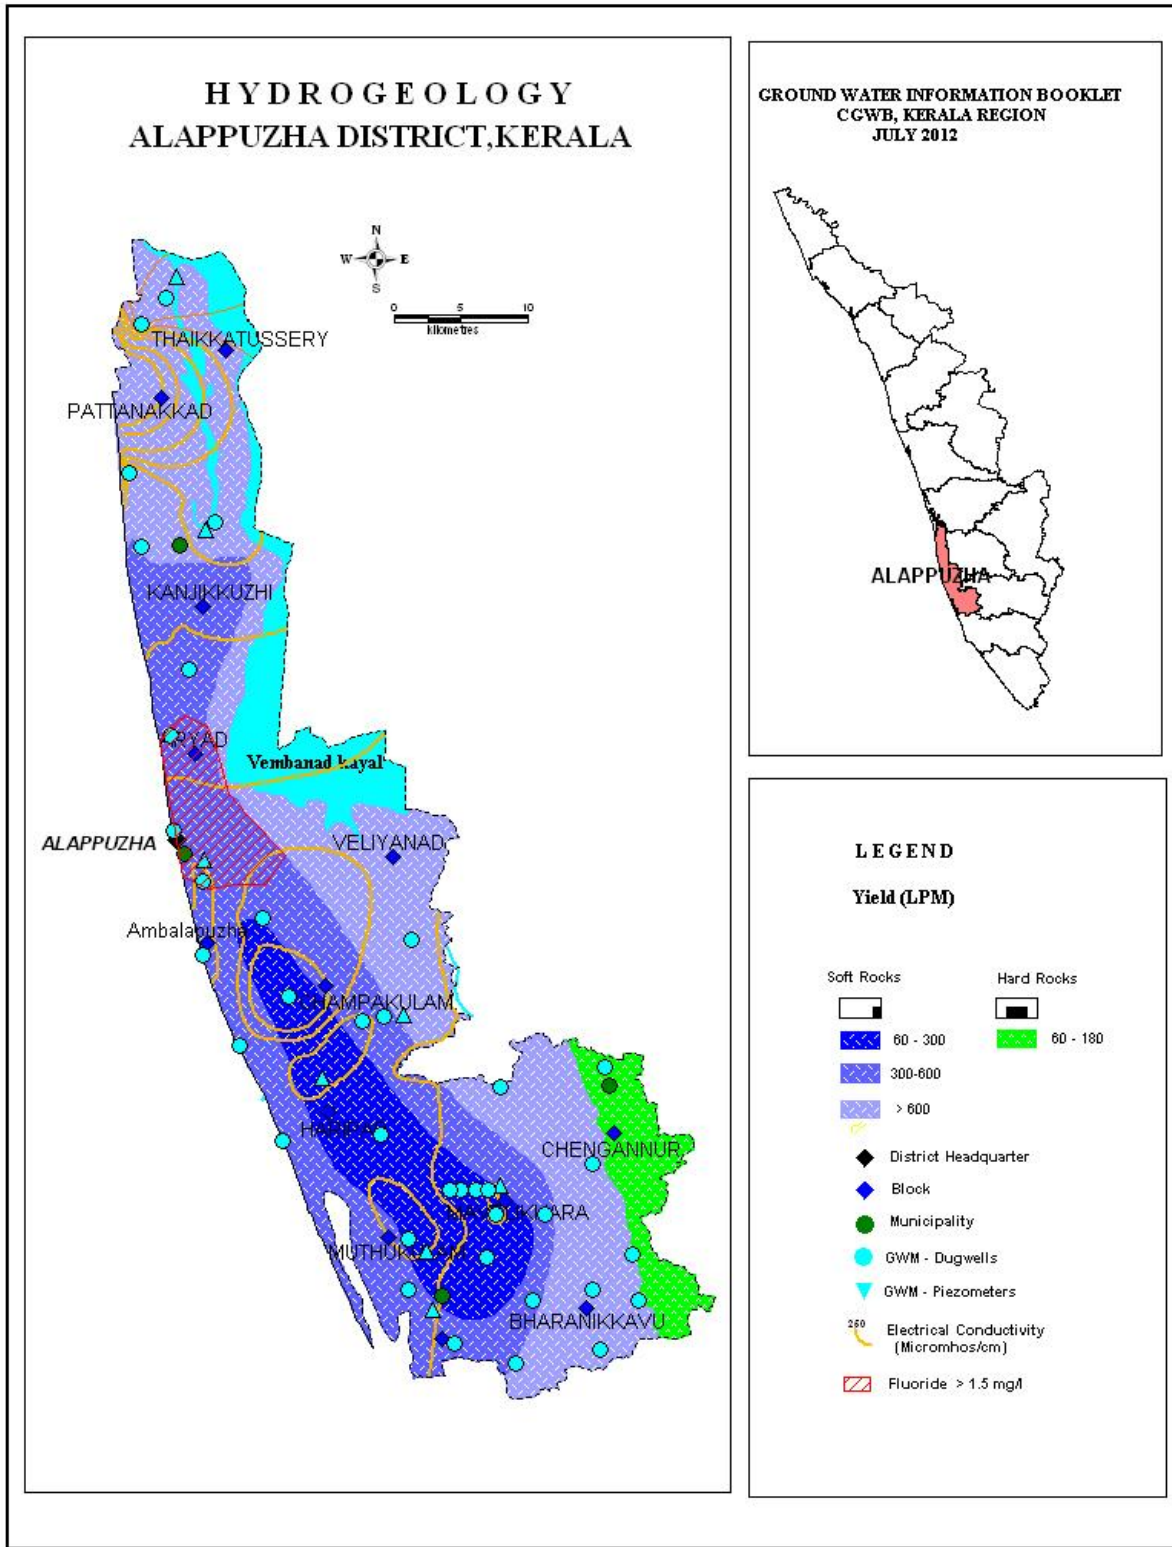 H Y D R O G E O L O G Y
ALAPPUZHA DISTRICT,KERALA
N
W E
S
0 5 10
kilometres
THAIKKATUSSERY
PATTANAKKAD
KANJIKKUZHI
Vembanad kayal
ALAPPUZHA
VELIYANAD
Ambalapuzha
CHENGANNUR
BHARANIKKAVU
GROUND WATER INFORMATION BOOKLET
CGWB, KERALA REGION
JULY 2012
ALAPPUZHA
L E G E N D
Yield (LPM)
Soft Rocks Hard Rocks
60 - 300 60 - 180
300-600
> 600
District Headquarter
Block
Municipality
GWM - Dugwells
GWM - Piezometers
250
Electrical Conductivity
(Micromhos/cm)
Fluoride > 1.5 mg/l